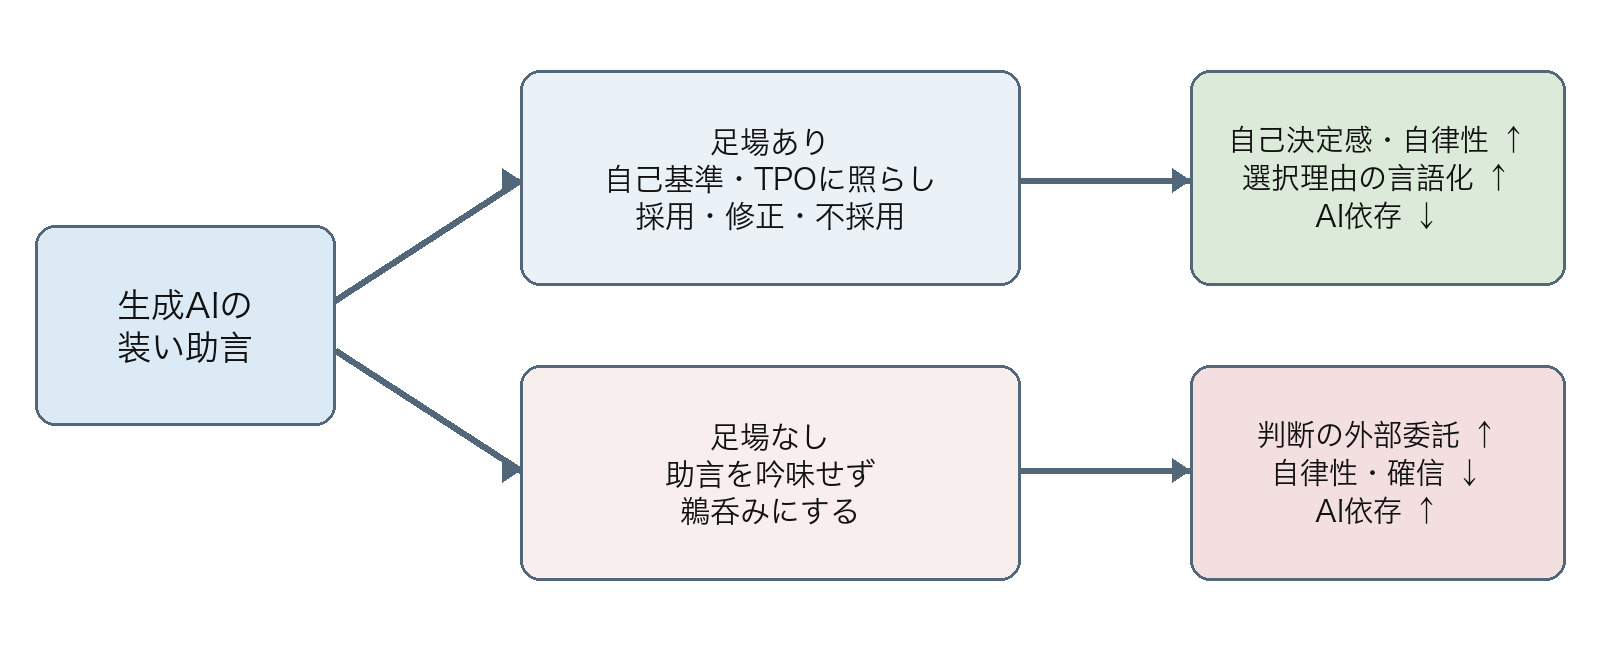 生成AIの
装い助言
足場あり
自己基準・TPOに照らし
採用・修正・不採用
自己決定感・自律性 ↑
選択理由の言語化 ↑
AI依存 ↓
足場なし
助言を吟味せず
鵜呑みにする
判断の外部委託 ↑
自律性・確信 ↓
AI依存 ↑